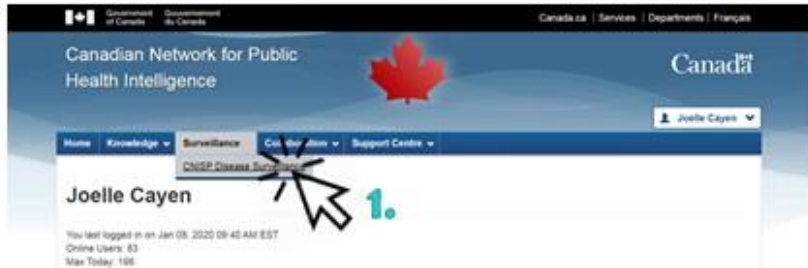 Government of Canada Gouvernement du Canada
Canada.ca | Services | Departments | Français
Canadian Network for Public
Health Intelligence
Canada
Joelle Cayen
Home Knowledge Surveillance Collaboration Support Centre
CNISP Disease Surveillance
1.
Joelle Cayen
You last logged in on Jan 08, 2020 09:40 AM EST
Online Users: 83
Max Today: 198